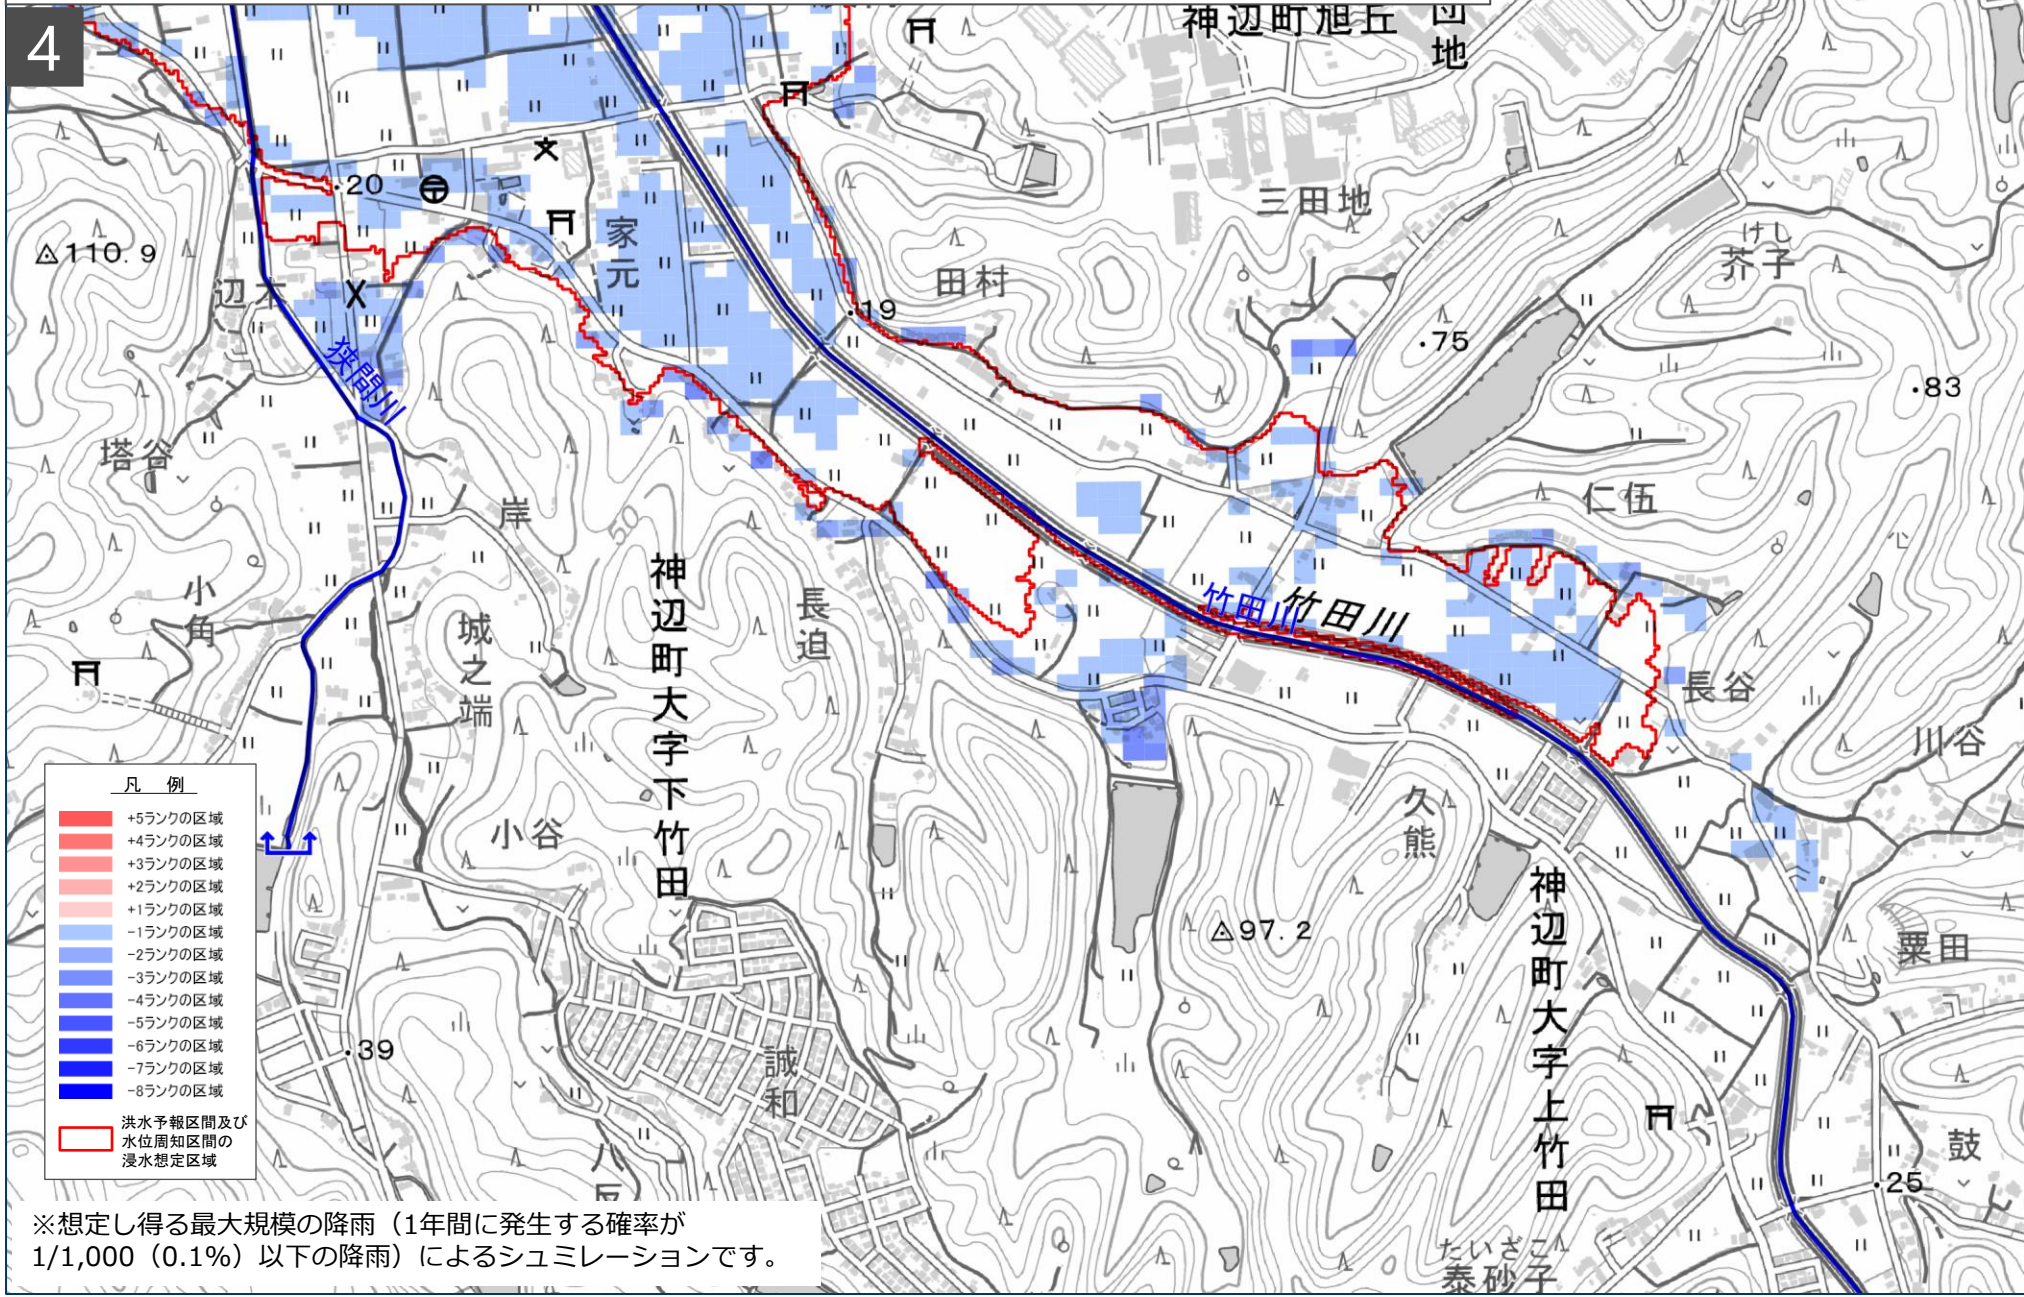 4
神辺町旭丘
団地
20
家元
三田地
けし
芥子
110.9
田村
辺木
19
75
83
狭間川
塔谷
岸
50
仁伍
神辺町大字下竹田
小角
長迫
竹田川
竹田川
城之端
長谷
川谷
凡 例
+5ランクの区域
+4ランクの区域
+3ランクの区域
+2ランクの区域
+1ランクの区域
-1ランクの区域
-2ランクの区域
-3ランクの区域
-4ランクの区域
-5ランクの区域
-6ランクの区域
-7ランクの区域
-8ランクの区域
洪水予報区間及び
水位周知区間の
浸水想定区域
小谷
久熊
神辺町大字上竹田
97.2
粟田
39
誠和
鼓
25
八反
たいざこ
泰砂子
※想定し得る最大規模の降雨（1年間に発生する確率が
1/1,000（0.1%）以下の降雨）によるシュミレーションです。